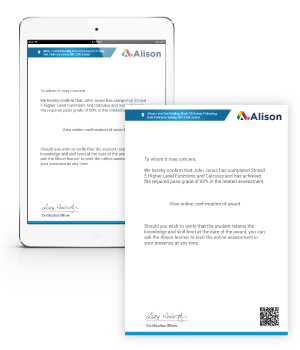 Alison
To whom it may concern,
We hereby confirm that John Jones has completed Strand
5 Higher Level Functions and Calculus and has achieved
the required pass grade of 80% in the related assessment
View online confirmation of award
Should you wish to verify that the student retains the
knowledge and skill level at the date of the award, you can
ask the Alison learner to resit the online assessment in
your presence at any time.
Certification Officer
Alison
To whom it may concern,
We hereby confirm that John Jones has completed Strand
5 Higher Level Functions and Calculus and has achieved
the required pass grade of 80% in the related assessment
View online confirmation of award
Should you wish to verify that the student retains the
knowledge and skill level at the date of the award, you can
ask the Alison learner to resit the online assessment in
your presence at any time.
Certification Officer